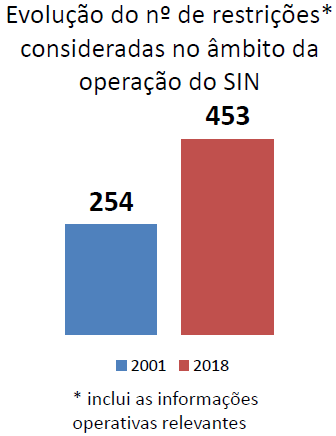 Evolução do nº de restrições*
consideradas no âmbito da
operação do SIN
453
254
2001 2018
* inclui as informações
operativas relevantes